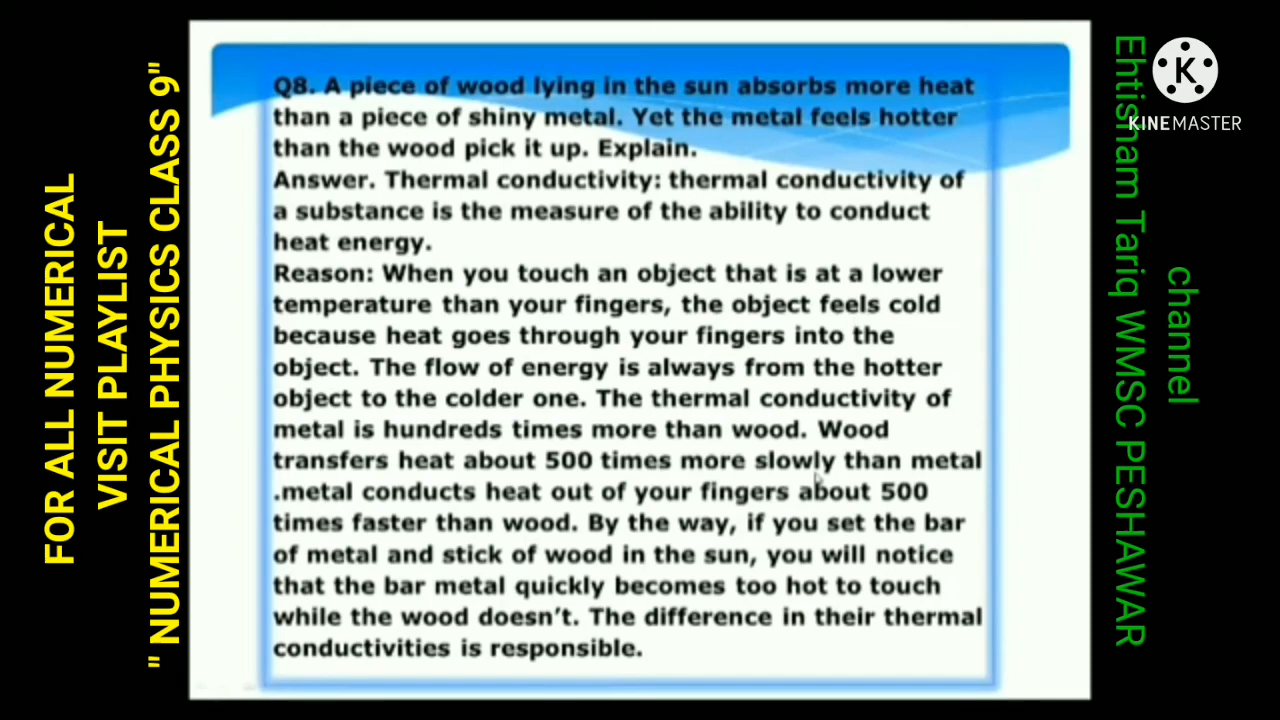 FOR ALL NUMERICAL
VISIT PLAYLIST
" NUMERICAL PHYSICS CLASS 9"
Q8. A piece of wood lying in the sun absorbs more heat
than a piece of shiny metal. Yet the metal feels hotter
than the wood pick it up. Explain.
Answer. Thermal conductivity: thermal conductivity of
a substance is the measure of the ability to conduct
heat energy.
Reason: When you touch an object that is at a lower
temperature than your fingers, the object feels cold
because heat goes through your fingers into the
object. The flow of energy is always from the hotter
object to the colder one. The thermal conductivity of
metal is hundreds times more than wood. Wood
transfers heat about 500 times more slowly than metal
.metal conducts heat out of your fingers about 500
times faster than wood. By the way, if you set the bar
of metal and stick of wood in the sun, you will notice
that the bar metal quickly becomes too hot to touch
while the wood doesn't. The difference in their thermal
conductivities is responsible.
Ehtisham Tariq WMSC PESHAWAR
channel
K
KINEMASTER